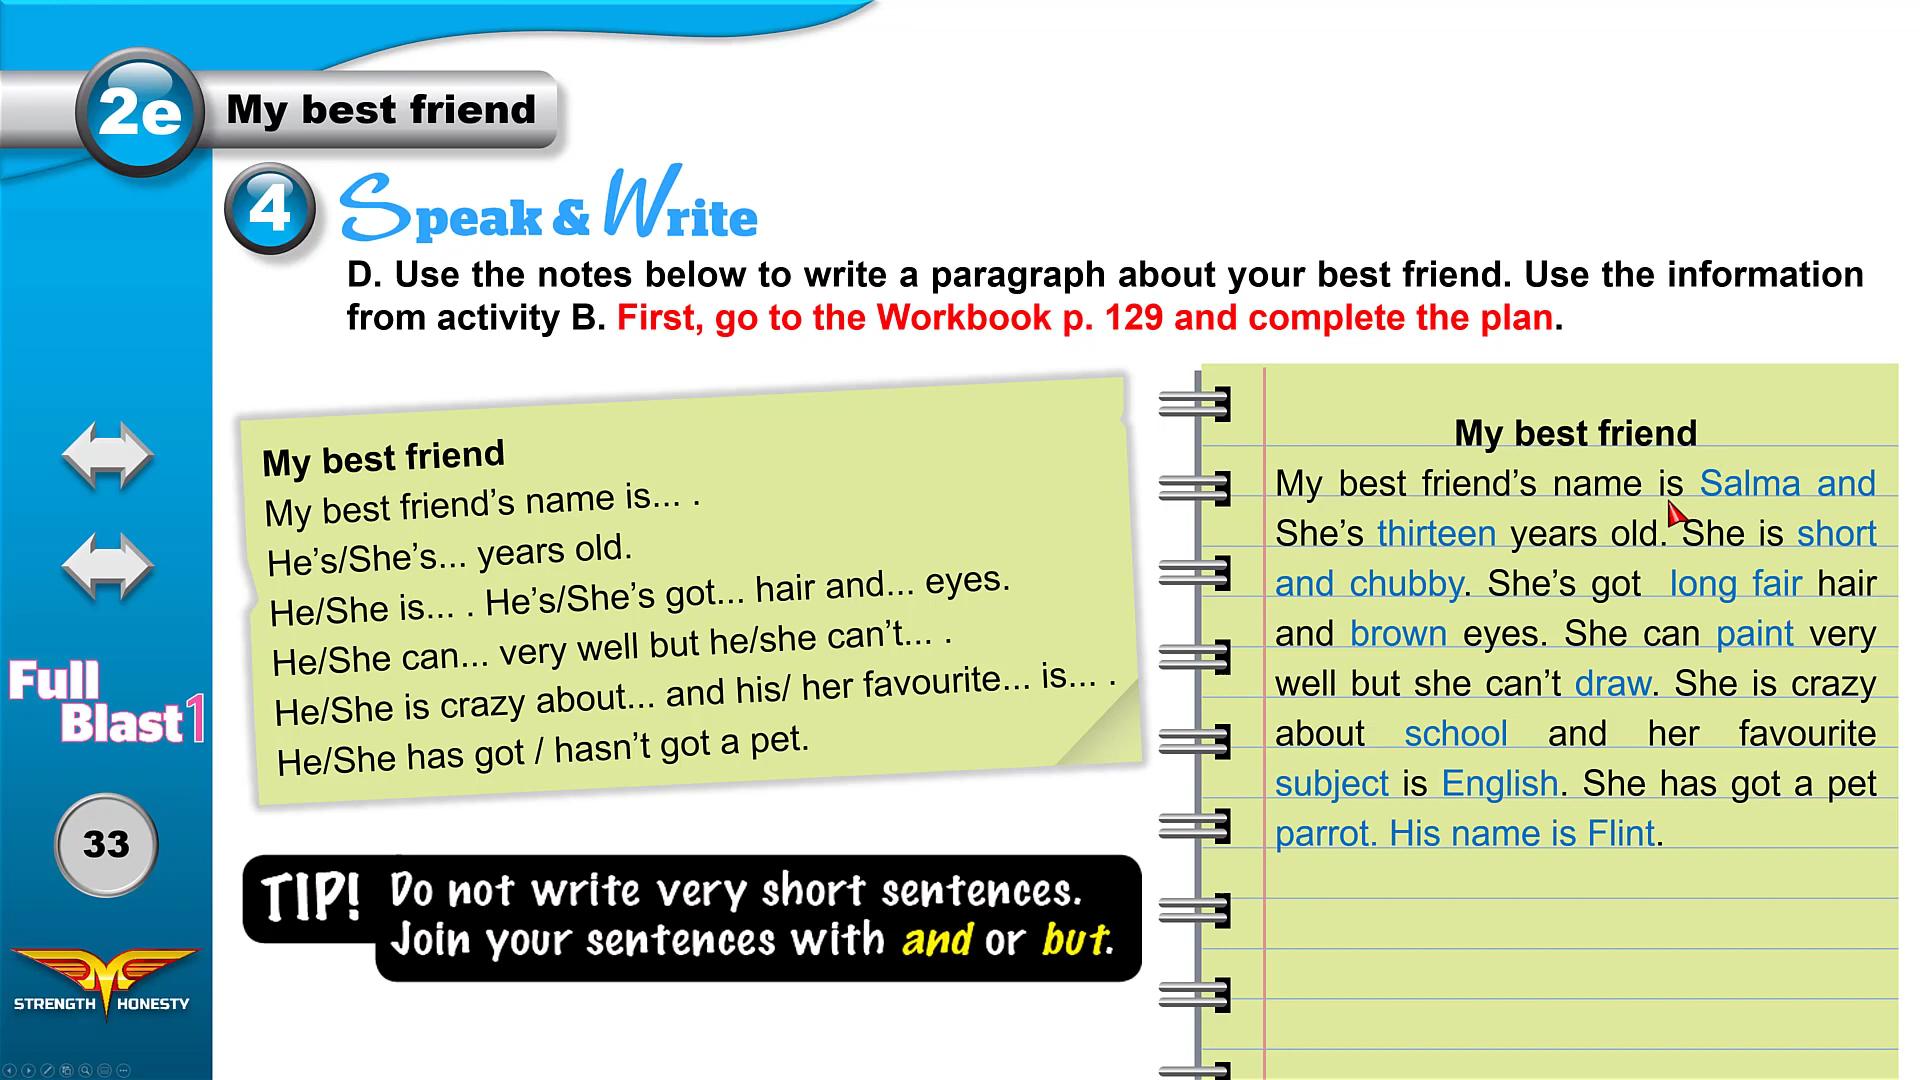 2e My best friend
4 Speak & Write
D. Use the notes below to write a paragraph about your best friend. Use the information
from activity B. First, go to the Workbook p. 129 and complete the plan.
My best friend
My best friend’s name is... .
He’s/She’s... years old.
He/She is... . He’s/She’s got... hair and... eyes.
He/She can... very well but he/she can’t... .
He/She is crazy about... and his/ her favourite... is... .
He/She has got / hasn’t got a pet.
TIP! Do not write very short sentences.
Join your sentences with and or but.
My best friend
My best friend’s name is Salma and
She’s thirteen years old. She is short
and chubby. She’s got long fair hair
and brown eyes. She can paint very
well but she can’t draw. She is crazy
about school and her favourite
subject is English. She has got a pet
parrot. His name is Flint.
Full
Blast 1
33
STRENGTH HONESTY